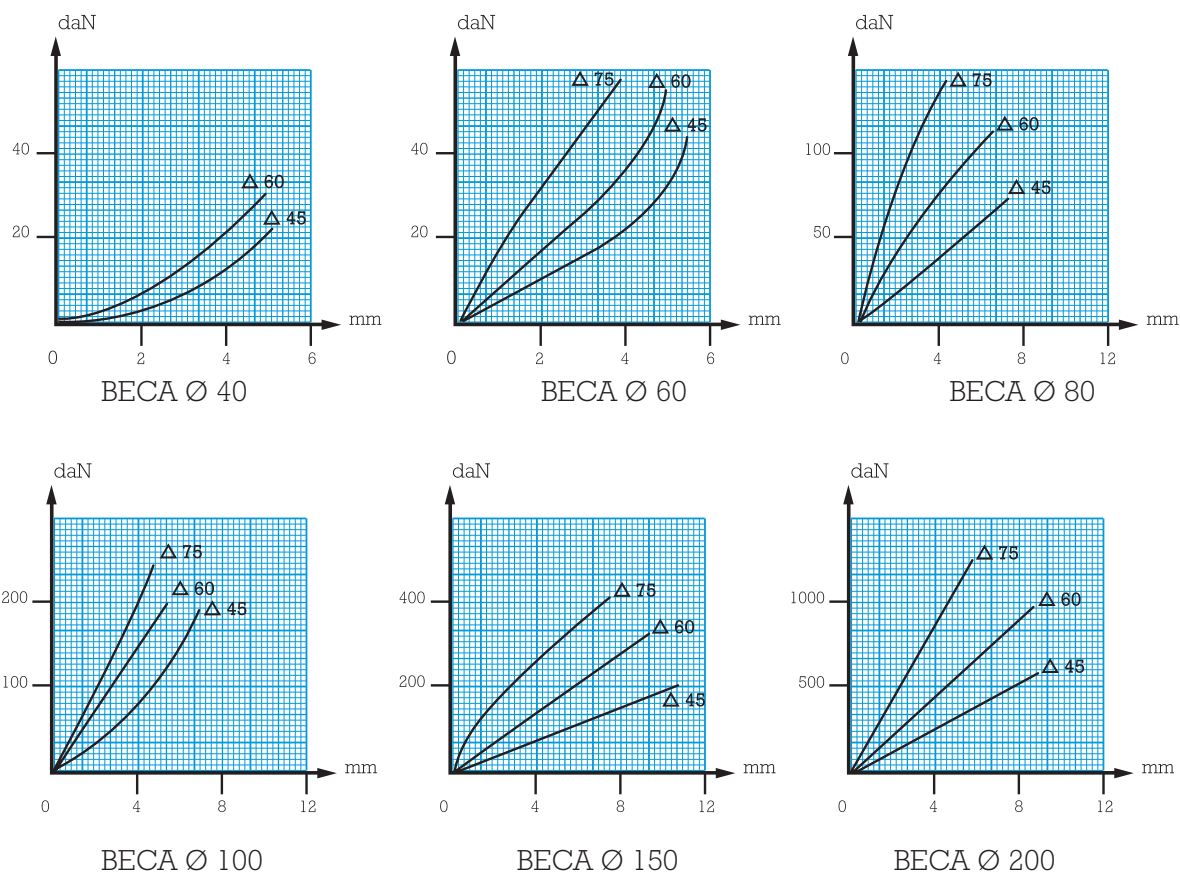 daN
40
20
△ 60
△ 45
mm
0 2 4 6
BECA Ø 40
daN
40
20
△ 75
△ 60
△ 45
mm
2 4 6
BECA Ø 60
daN
100
50
△ 75
△ 60
△ 45
mm
0 4 8 12
BECA Ø 80
daN
200
100
△ 75
△ 60
△ 45
mm
0 4 8 12
BECA Ø 100
daN
400
200
△ 75
△ 60
△ 45
mm
0 4 8 12
BECA Ø 150
daN
1000
500
△ 75
△ 60
△ 45
mm
0 4 8 12
BECA Ø 200